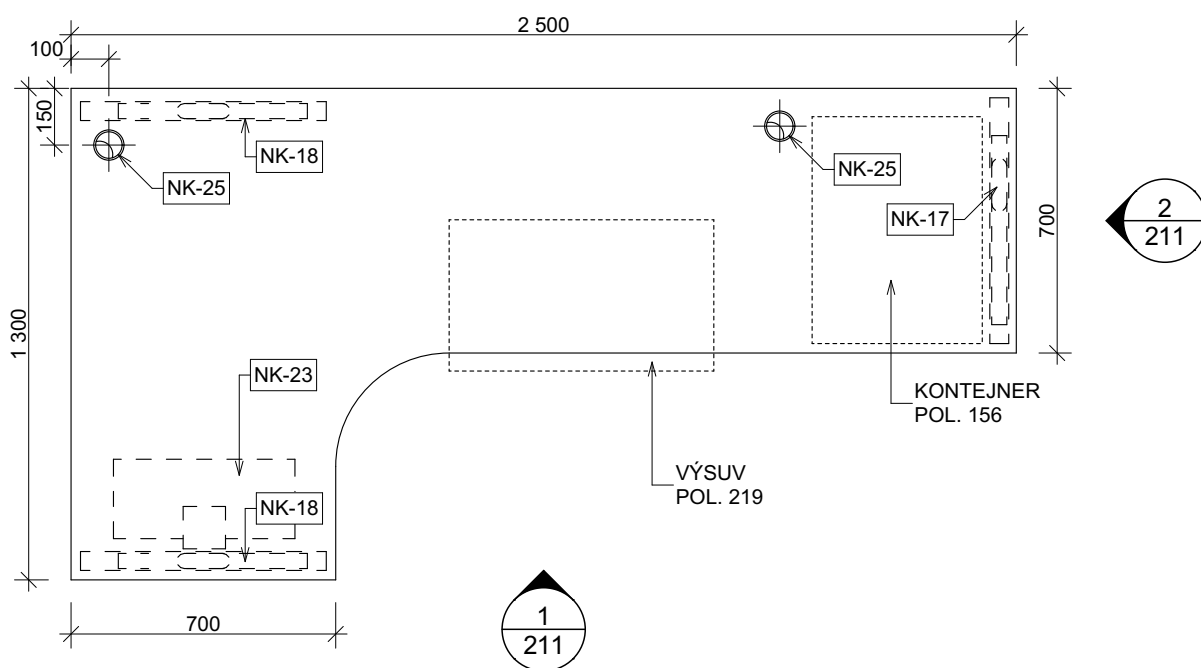 2 500
100
150
NK-18
NK-25
NK-25
NK-17
700
2
211
1 300
NK-23
KONTEJNER
POL. 156
VÝSUV
POL. 219
NK-18
700
1
211